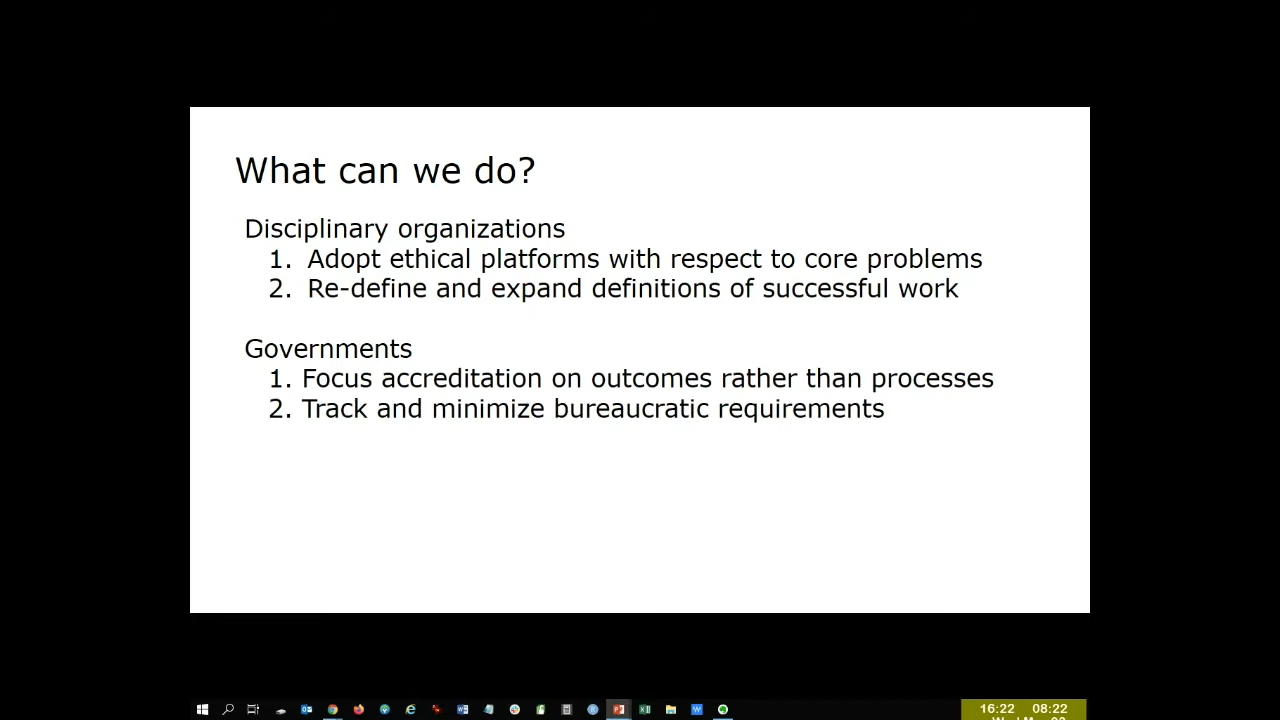 What can we do?
Disciplinary organizations
1. Adopt ethical platforms with respect to core problems
2. Re-define and expand definitions of successful work
Governments
1. Focus accreditation on outcomes rather than processes
2. Track and minimize bureaucratic requirements
16:22 08:22